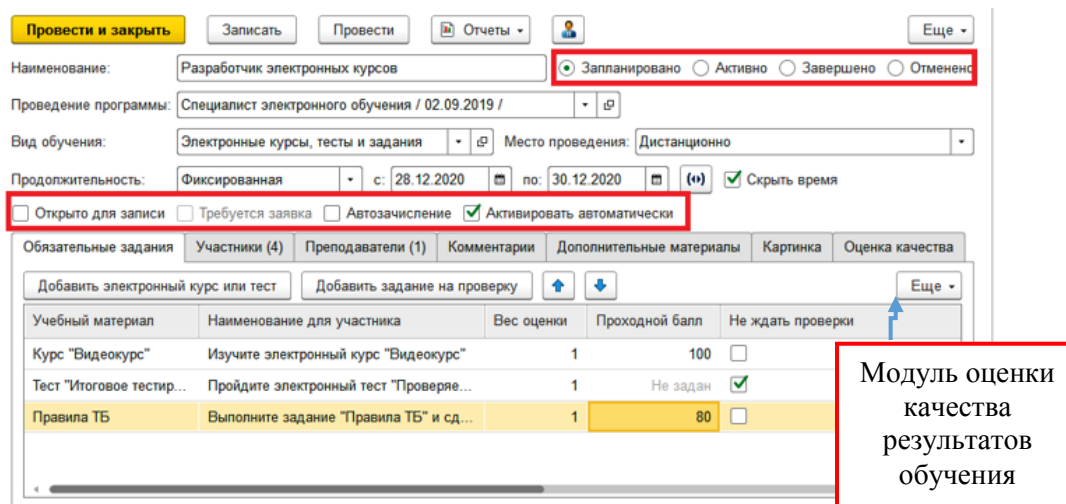 Провести и закрыть Записать Провести Отчеты Еще
Наименование: Разработчик электронных курсов Запланировано Активно Завершено Отменено
Проведение программы: Специалист электронного обучения / 02.09.2019 /
Вид обучения: Электронные курсы, тесты и задания Место проведения: Дистанционно
Продолжительность: Фиксированная с: 28.12.2020 по: 30.12.2020 Скрыть время
Открыто для записи Требуется заявка Автозачисление Активировать автоматически
Обязательные задания Участники (4) Преподаватели (1) Комментарии Дополнительные материалы Картинка Оценка качества
Добавить электронный курс или тест Добавить задание на проверку Еще
Учебный материал Наименование для участника Вес оценки Проходной балл Не ждать проверки
Курс "Видеокурс" Изучите электронный курс "Видеокурс" 1 100
Тест "Итоговое тестир... Пройдите электронный тест "Проверяе... 1 Не задан
Правила ТБ Выполните задание "Правила ТБ" и сд... 1 80
Модуль оценки
качества
результатов
обучения